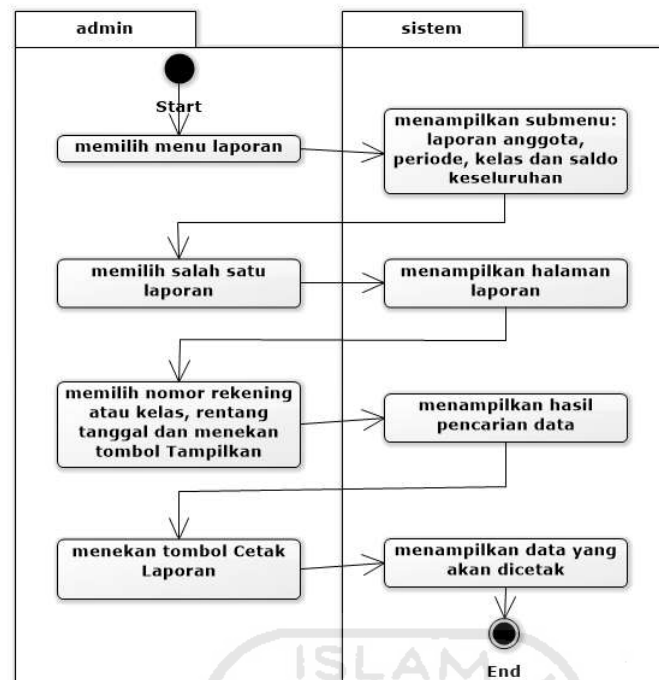 admin
sistem
Start
memilih menu laporan
menampilkan submenu:
laporan anggota,
periode, kelas dan saldo
keseluruhan
memilih salah satu
laporan
menampilkan halaman
laporan
memilih nomor rekening
atau kelas, rentang
tanggal dan menekan
tombol Tampilkan
menampilkan hasil
pencarian data
menekan tombol Cetak
Laporan
menampilkan data yang
akan dicetak
ISLAM
End